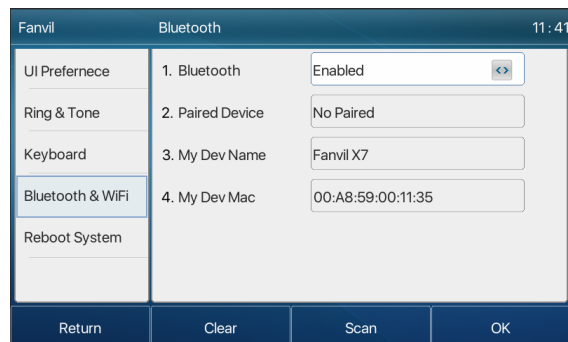 Fanvil Bluetooth 11:41
UI Prefernece
Ring & Tone
Keyboard
Bluetooth & WiFi
Reboot System
1. Bluetooth Enabled
2. Paired Device No Paired
3. My Dev Name Fanvil X7
4. My Dev Mac 00:A8:59:00:11:35
Return Clear Scan OK